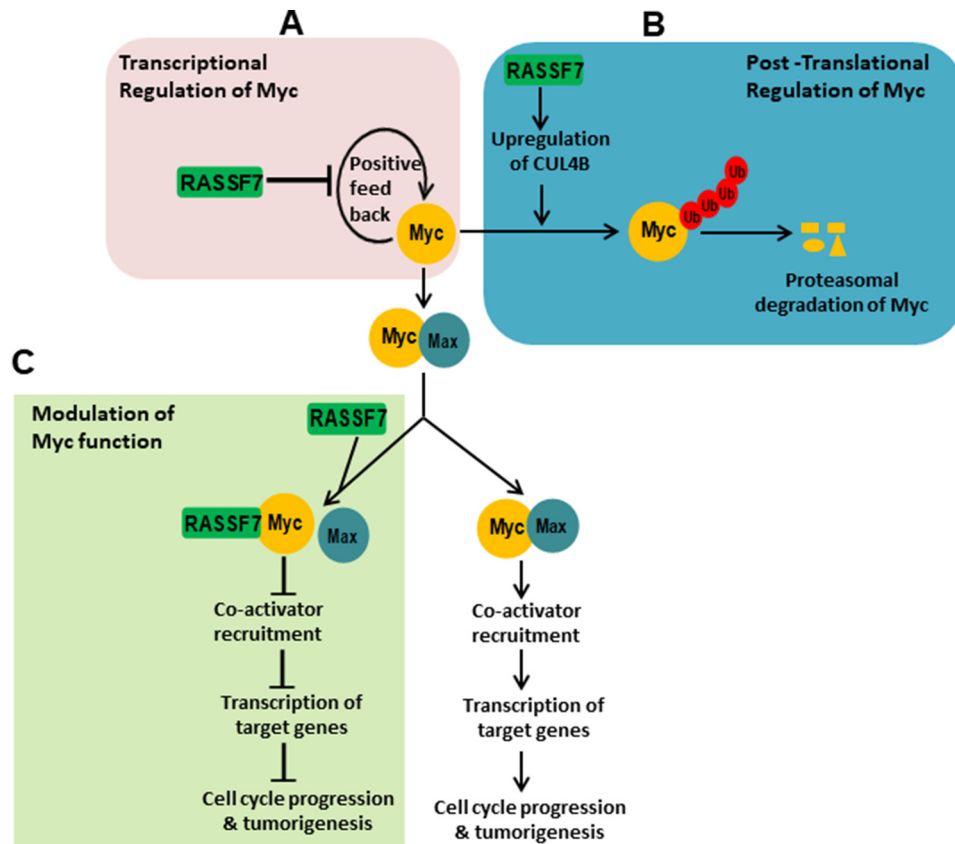 A
Transcriptional
Regulation of Myc
RASSF7
Positive
feed
back
Myc
B
RASSF7
Post -Translational
Regulation of Myc
Upregulation
of CUL4B
Myc
Ub
Ub
Ub
Ub
Proteasomal
degradation of Myc
Myc
Max
C
Modulation of
Myc function
RASSF7
RASSF7
Myc
Max
Co-activator
recruitment
Transcription of
target genes
Cell cycle progression
& tumorigenesis
Myc
Max
Co-activator
recruitment
Transcription of
target genes
Cell cycle progression
& tumorigenesis